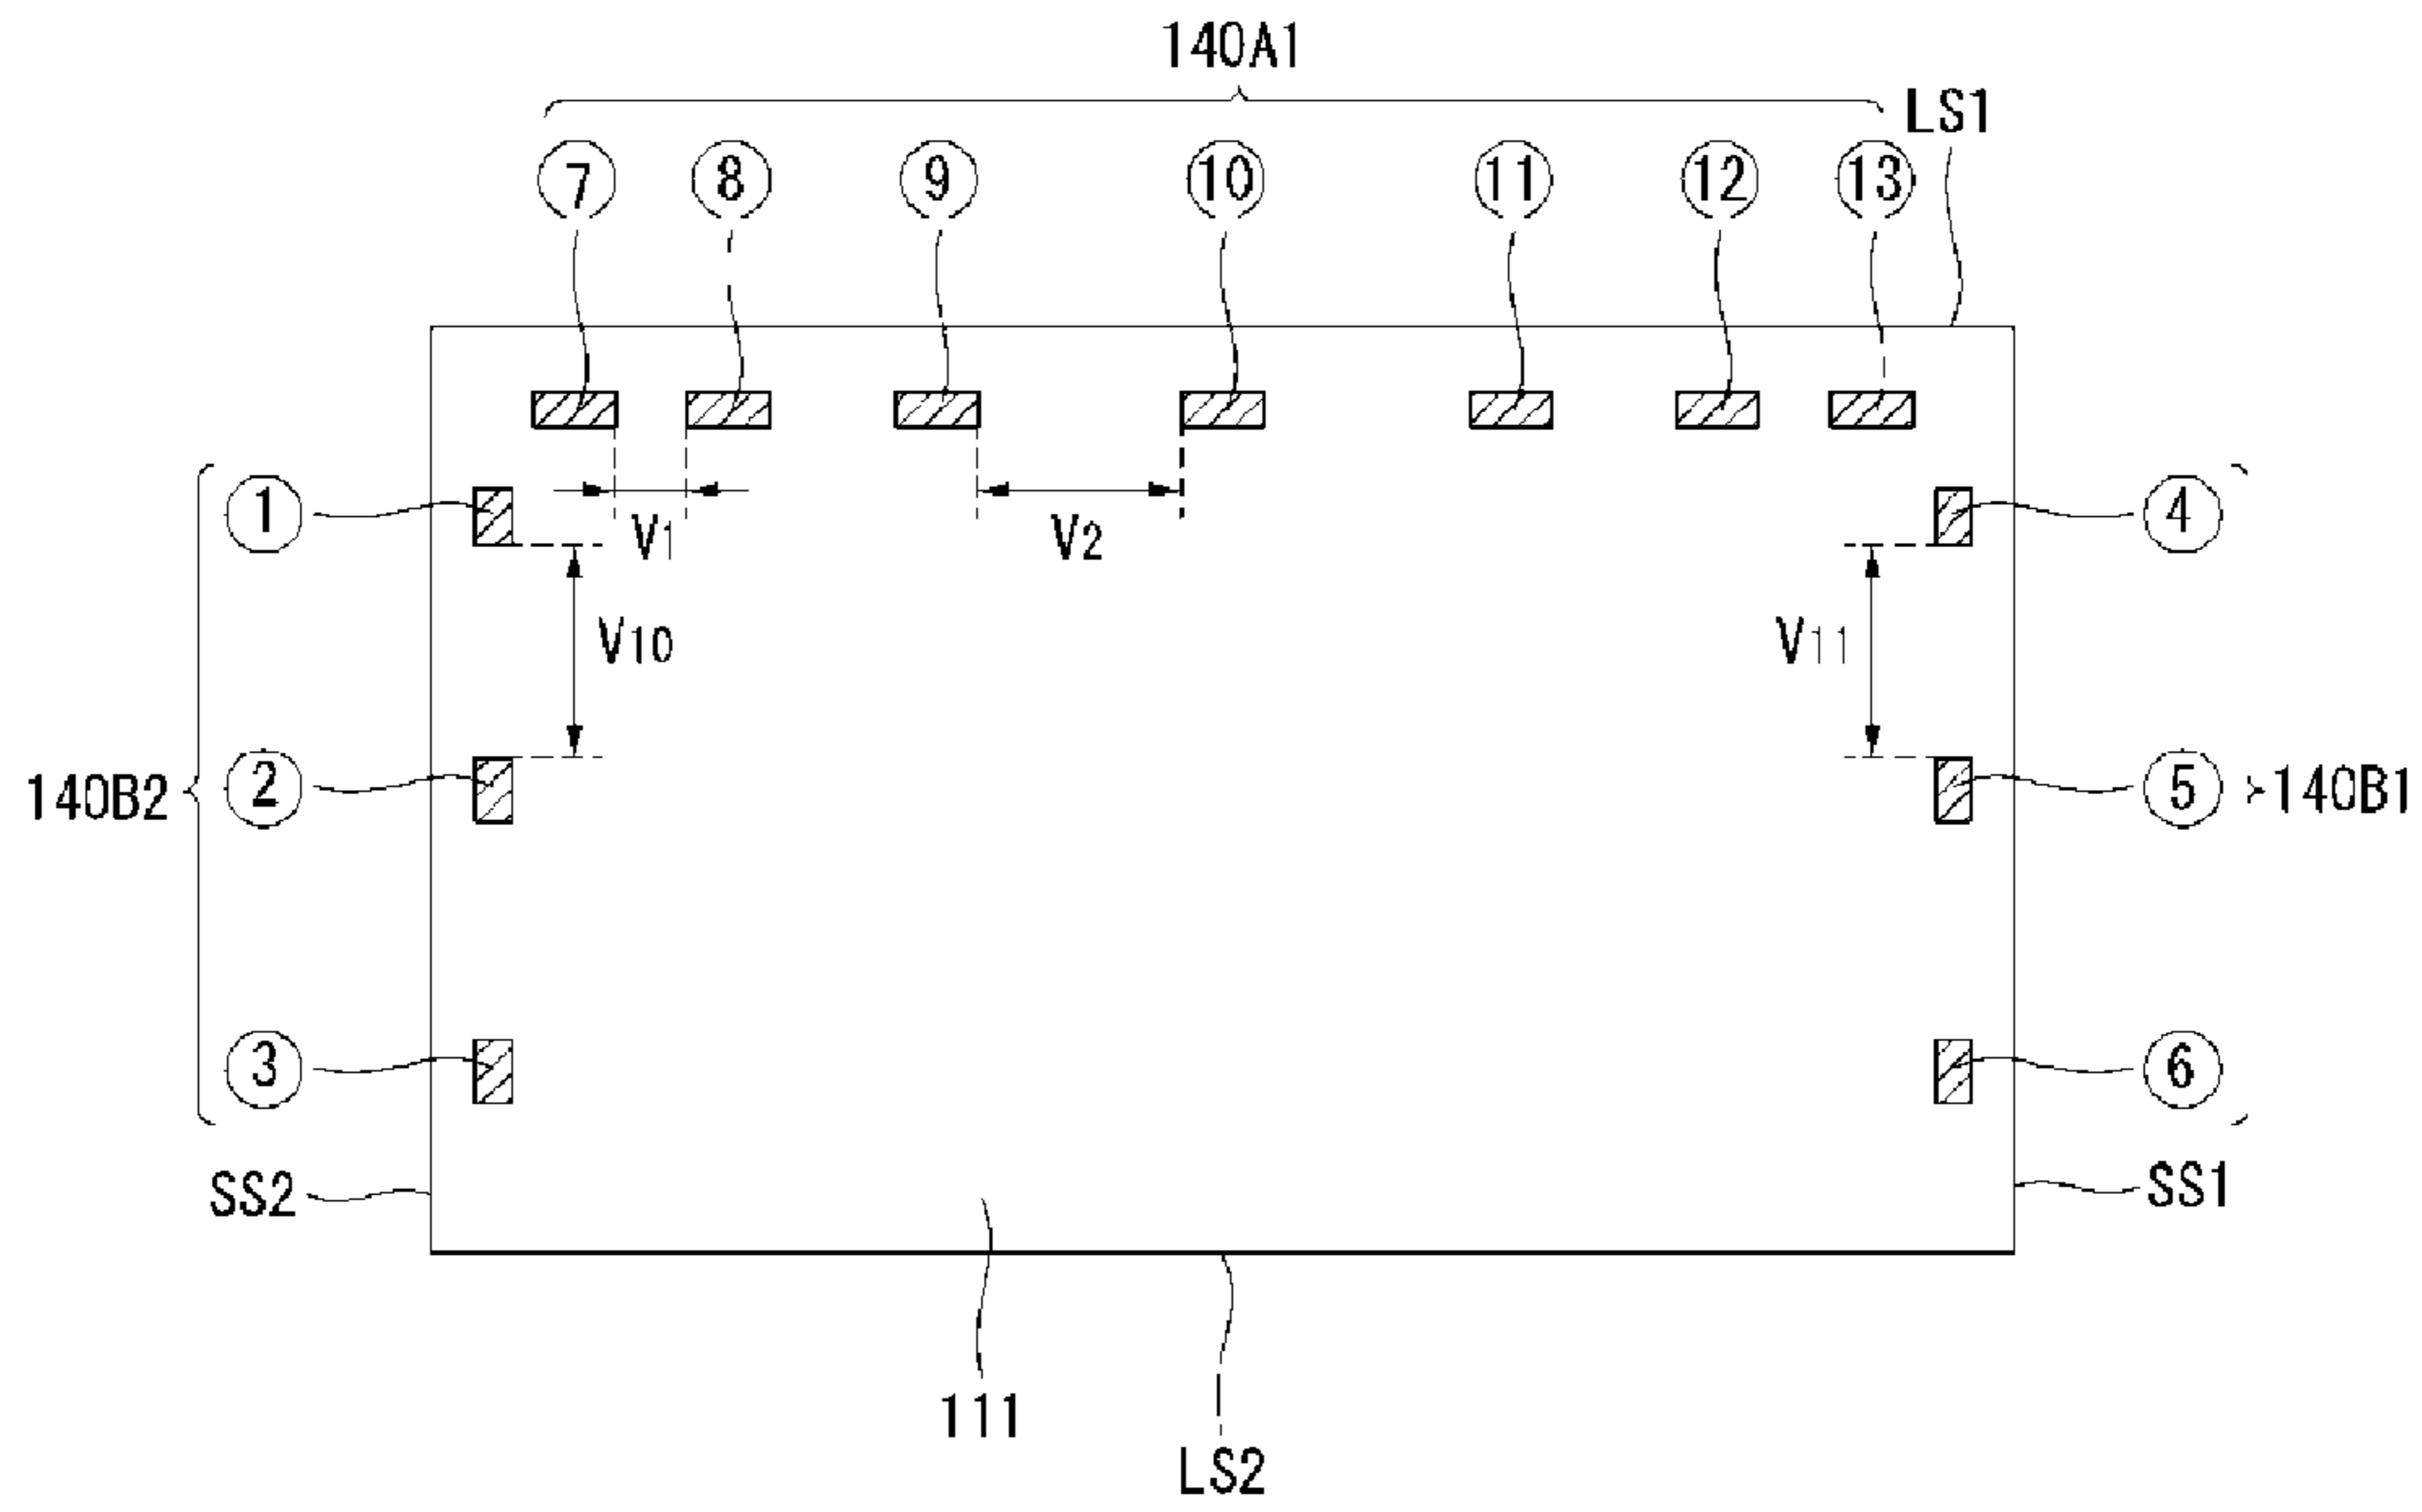 140A1
LS1
⑦ ⑧ ⑨ ⑩ ⑪ ⑫ ⑬
① V1 V2 ④
V10 V11
140B2 ② ⑤ 140B1
③ ⑥
SS2 SS1
111
LS2